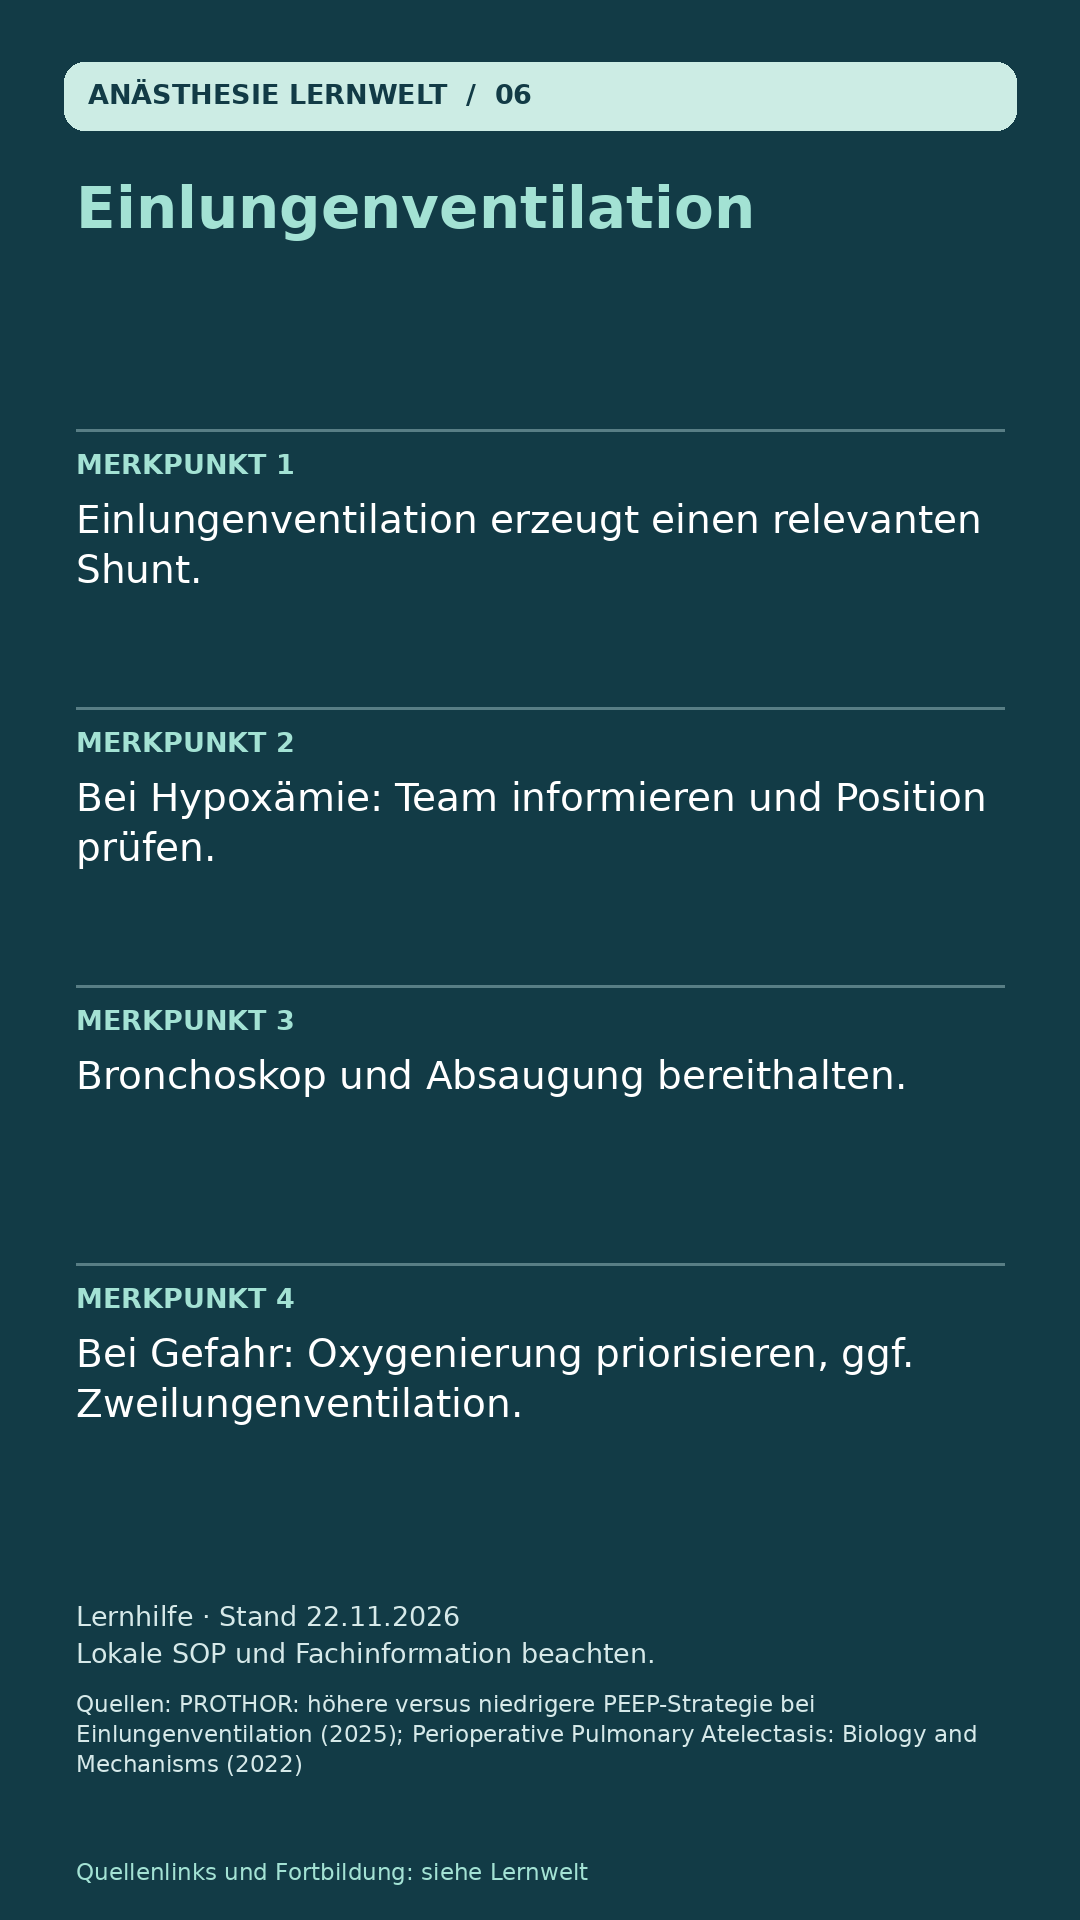 ANÄSTHESIE LERNWELT / 06
Einlungenventilation
MERKPUNKT 1
Einlungenventilation erzeugt einen relevanten
Shunt.
MERKPUNKT 2
Bei Hypoxämie: Team informieren und Position
prüfen.
MERKPUNKT 3
Bronchoskop und Absaugung bereithalten.
MERKPUNKT 4
Bei Gefahr: Oxygenierung priorisieren, ggf.
Zweilungenventilation.
Lernhilfe · Stand 22.11.2026
Lokale SOP und Fachinformation beachten.
Quellen: PROTHOR: höhere versus niedrigere PEEP-Strategie bei
Einlungenventilation (2025); Perioperative Pulmonary Atelectasis: Biology and
Mechanisms (2022)
Quellenlinks und Fortbildung: siehe Lernwelt